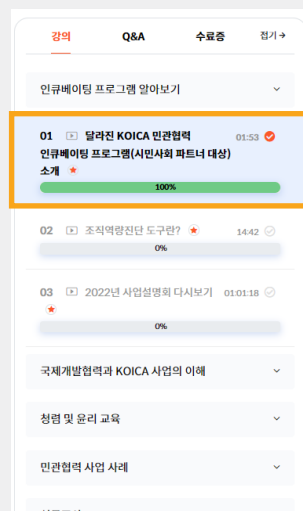 강의 Q&A 수료증 접기 →
인큐베이팅 프로그램 알아보기
01 달라진 KOICA 민관협력 01:53
인큐베이팅 프로그램(시민사회 파트너 대상)
소개
100%
02 조직역량진단 도구란? 14:42
0%
03 2022년 사업설명회 다시보기 01:01:18
0%
국제개발협력과 KOICA 사업의 이해
청렴 및 윤리 교육
민관협력 사업 사례